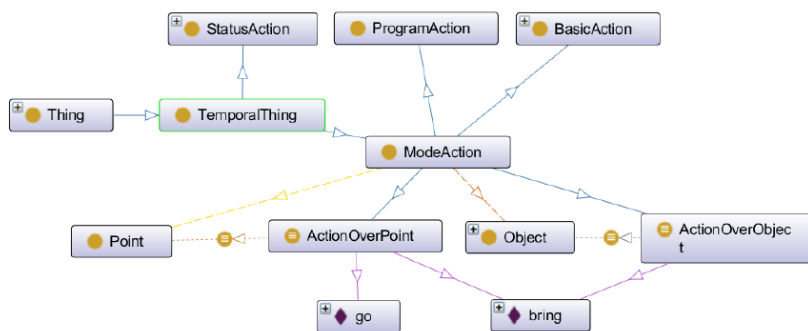 StatusAction
ProgramAction
BasicAction
Thing
TemporalThing
ModeAction
Point
ActionOverPoint
Object
ActionOverObjec
t
go
bring